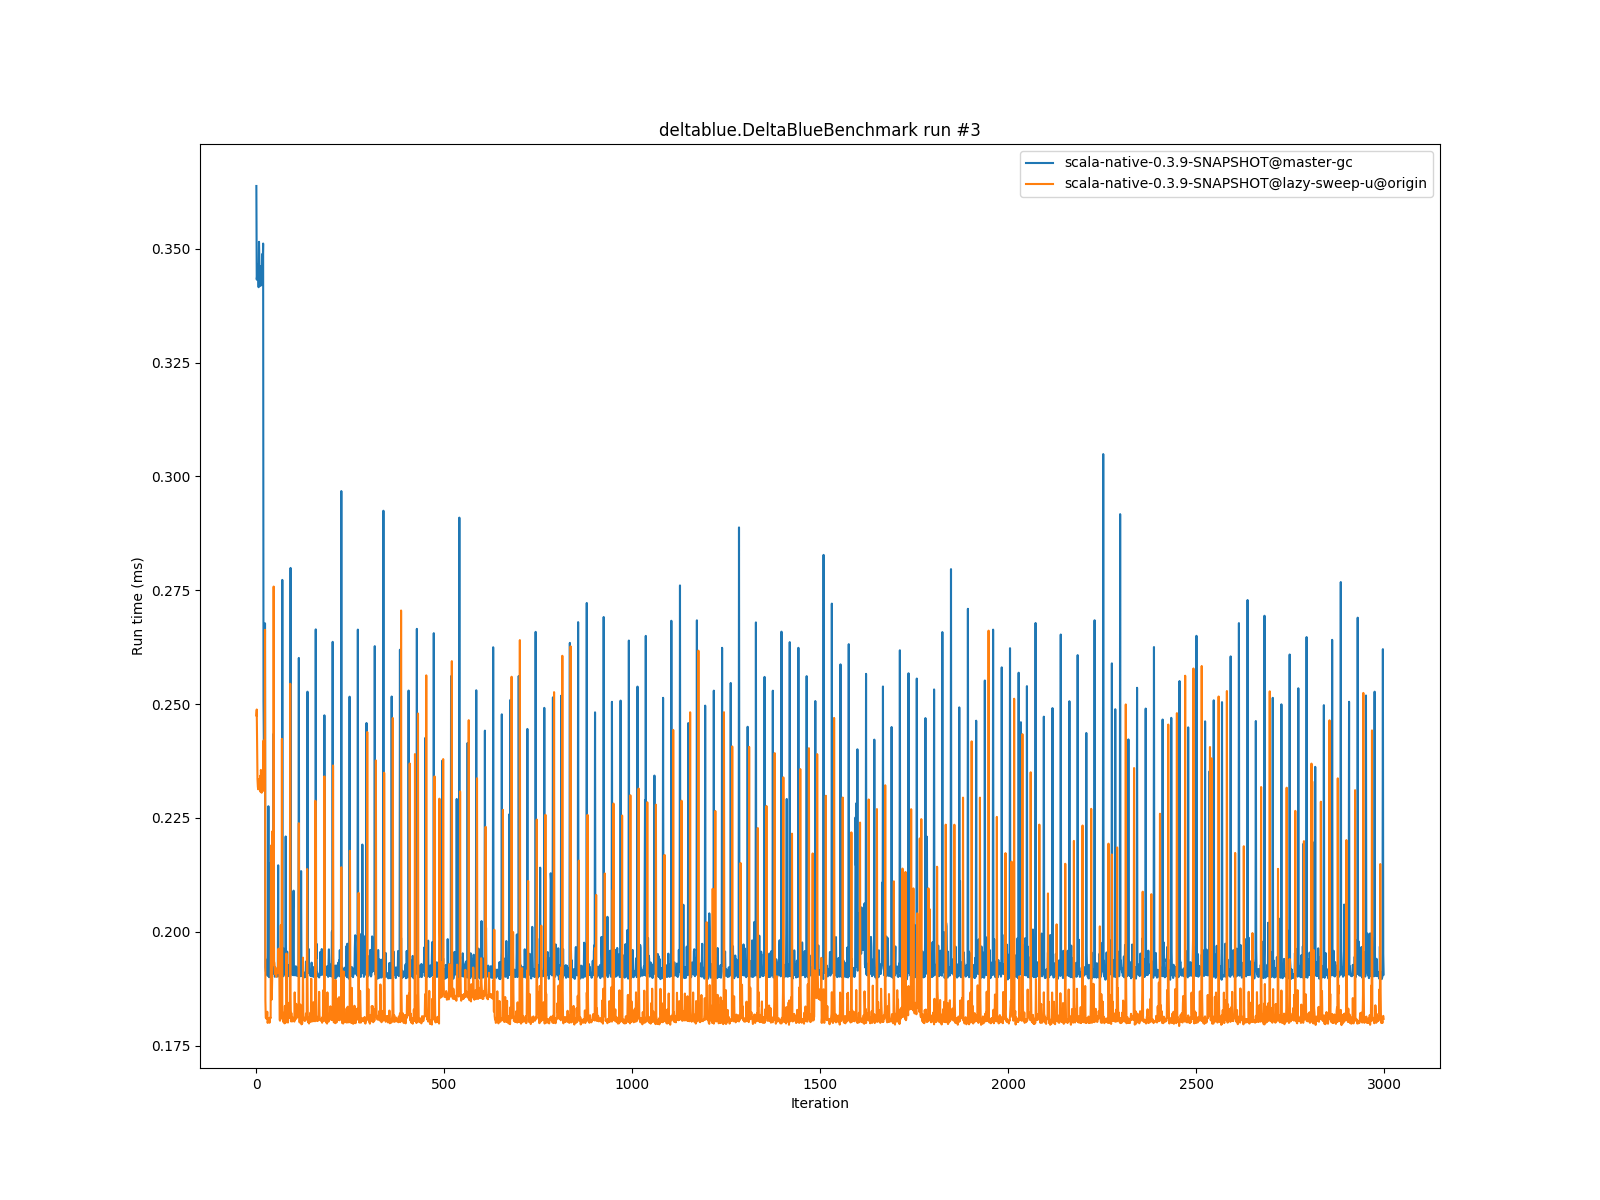 deltablue.DeltaBlueBenchmark run #3
scala-native-0.3.9-SNAPSHOT@master-gc
scala-native-0.3.9-SNAPSHOT@lazy-sweep-u@origin
Run time (ms)
0.350
0.325
0.300
0.275
0.250
0.225
0.200
0.175
0 500 1000 1500 2000 2500 3000
Iteration